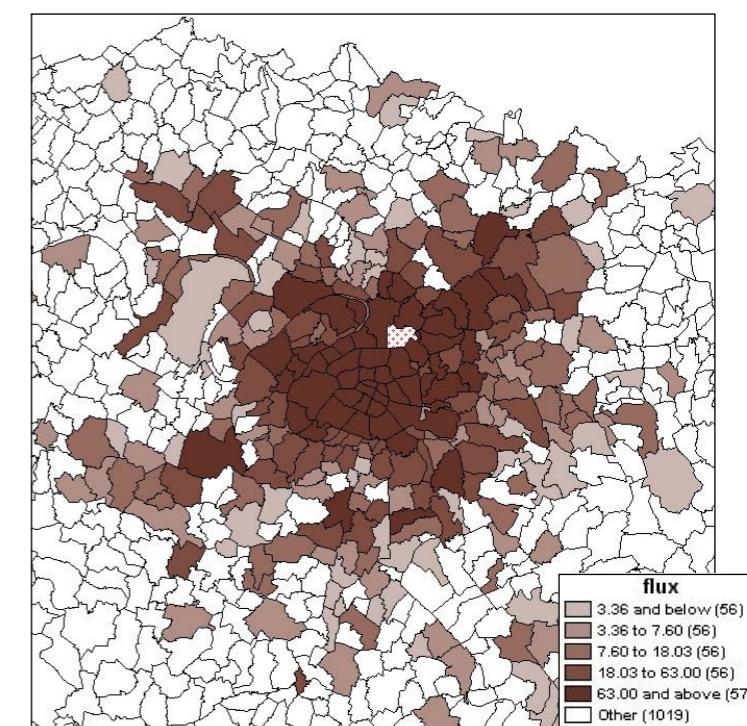 flux
3.36 and below (56)
3.36 to 7.60 (56)
7.60 to 18.03 (56)
18.03 to 63.00 (56)
63.00 and above (57
Other (1019)